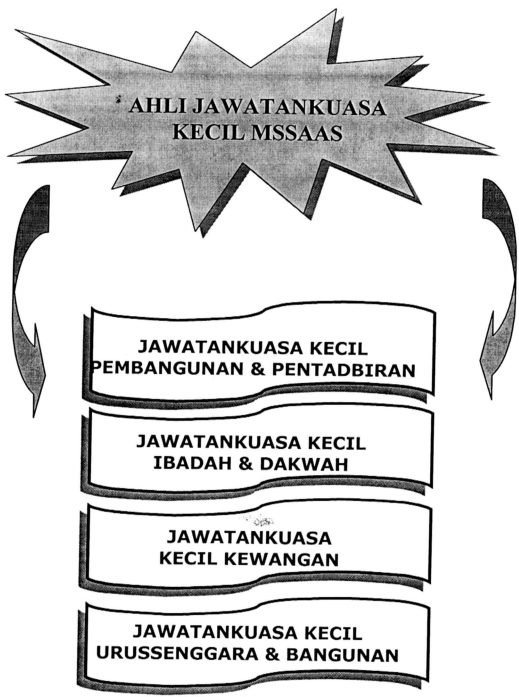 AHLI JAWATANKUASA
KECIL MSSAAS
JAWATANKUASA KECIL
PEMBANGUNAN & PENTADBIRAN
JAWATANKUASA KECIL
IBADAH & DAKWAH
JAWATANKUASA
KECIL KEWANGAN
JAWATANKUASA KECIL
URUSSENGGARA & BANGUNAN